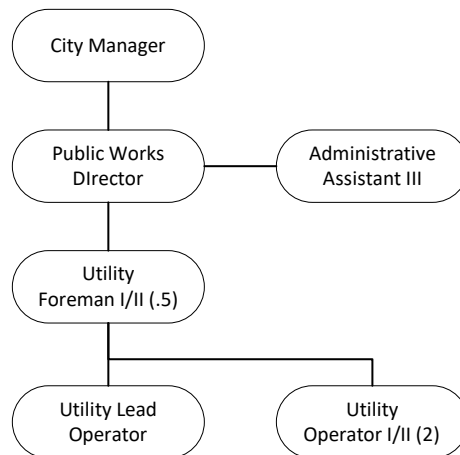 City Manager
Public Works
DIrector
Administrative
Assistant III
Utility
Foreman I/II (.5)
Utility Lead
Operator
Utility
Operator I/II (2)